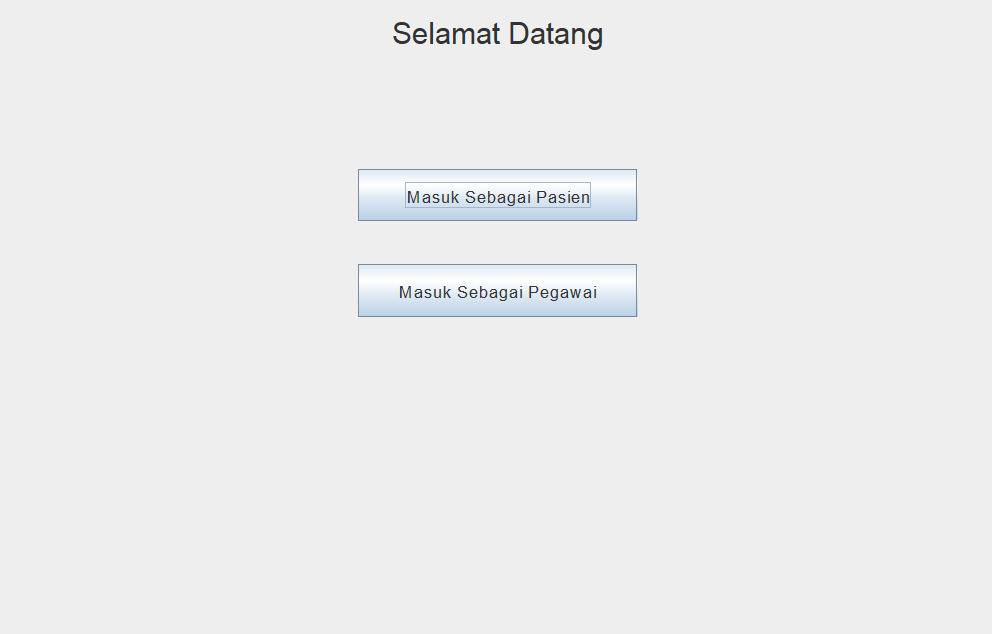 Selamat Datang
Masuk Sebagai Pasien
Masuk Sebagai Pegawai